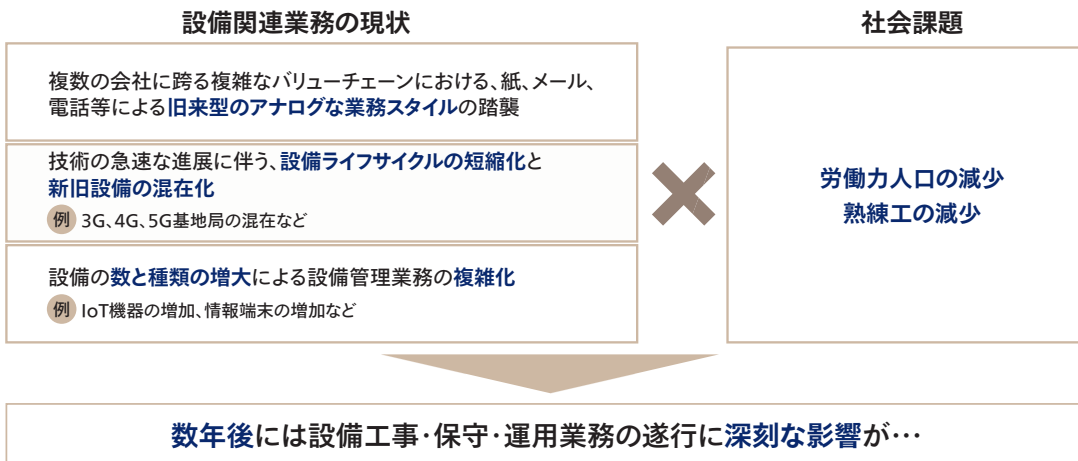 設備関連業務の現状
複数の会社に跨る複雑なバリューチェーンにおける、紙、メール、
電話等による旧来型のアナログな業務スタイルの踏襲
技術の急速な進展に伴う、設備ライフサイクルの短縮化と
新旧設備の混在化
例 3G、4G、5G基地局の混在など
設備の数と種類の増大による設備管理業務の複雑化
例 IoT機器の増加、情報端末の増加など
社会課題
労働力人口の減少
熟練工の減少
数年後には設備工事・保守・運用業務の遂行に深刻な影響が…